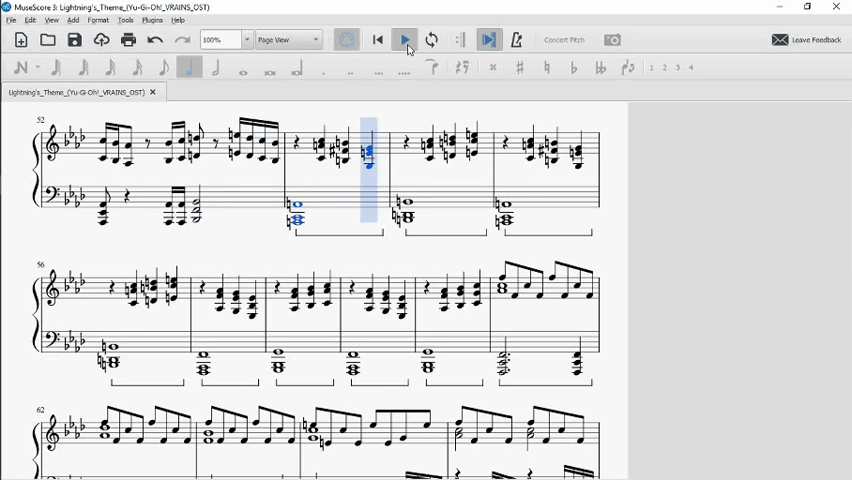 MuseScore 3: Lightning's_Theme_(Yu-Gi-Oh!_VRAINS_OST)
File Edit View Add Format Tools Plugins Help
100% Page View Concert Pitch Leave Feedback
1 2 3 4
Lightning's_Theme_(Yu-Gi-Oh!_VRAINS_OST)
52
56
62